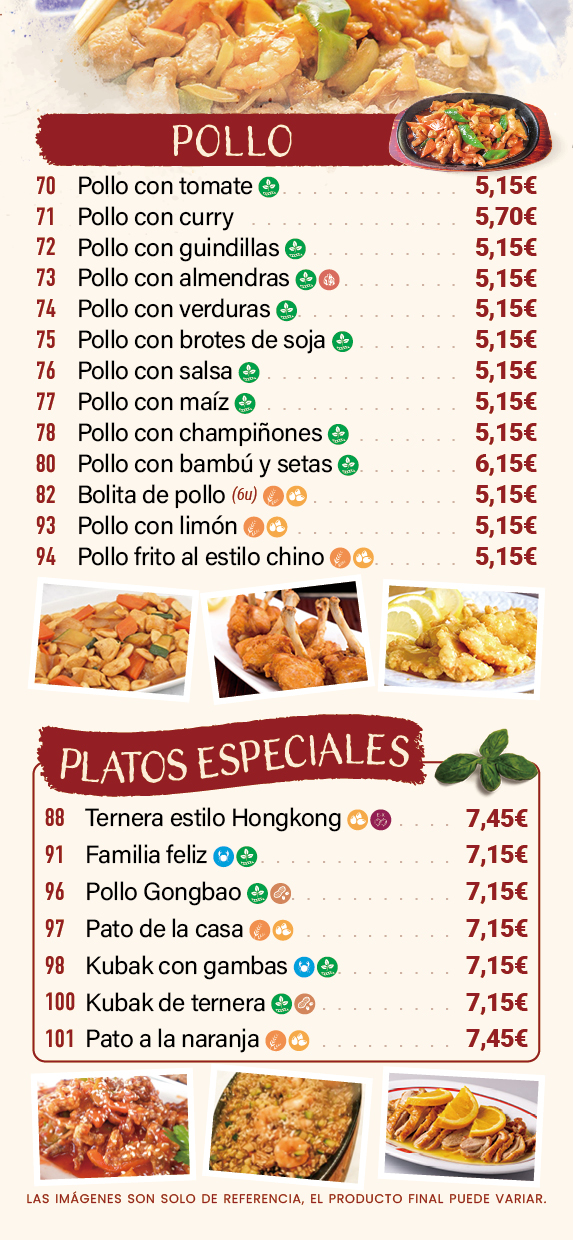 POLLO
70 Pollo con tomate 5,15€
71 Pollo con curry 5,70€
72 Pollo con guindillas 5,15€
73 Pollo con almendras 5,15€
74 Pollo con verduras 5,15€
75 Pollo con brotes de soja 5,15€
76 Pollo con salsa 5,15€
77 Pollo con maíz 5,15€
78 Pollo con champiñones 5,15€
80 Pollo con bambú y setas 6,15€
82 Bolita de pollo (6u) 5,15€
93 Pollo con limón 5,15€
94 Pollo frito al estilo chino 5,15€
PLATOS ESPECIALES
88 Ternera estilo Hongkong 7,45€
91 Familia feliz 7,15€
96 Pollo Gongbao 7,15€
97 Pato de la casa 7,15€
98 Kubak con gambas 7,15€
100 Kubak de ternera 7,15€
101 Pato a la naranja 7,45€
LAS IMÁGENES SON SOLO DE REFERENCIA, EL PRODUCTO FINAL PUEDE VARIAR.